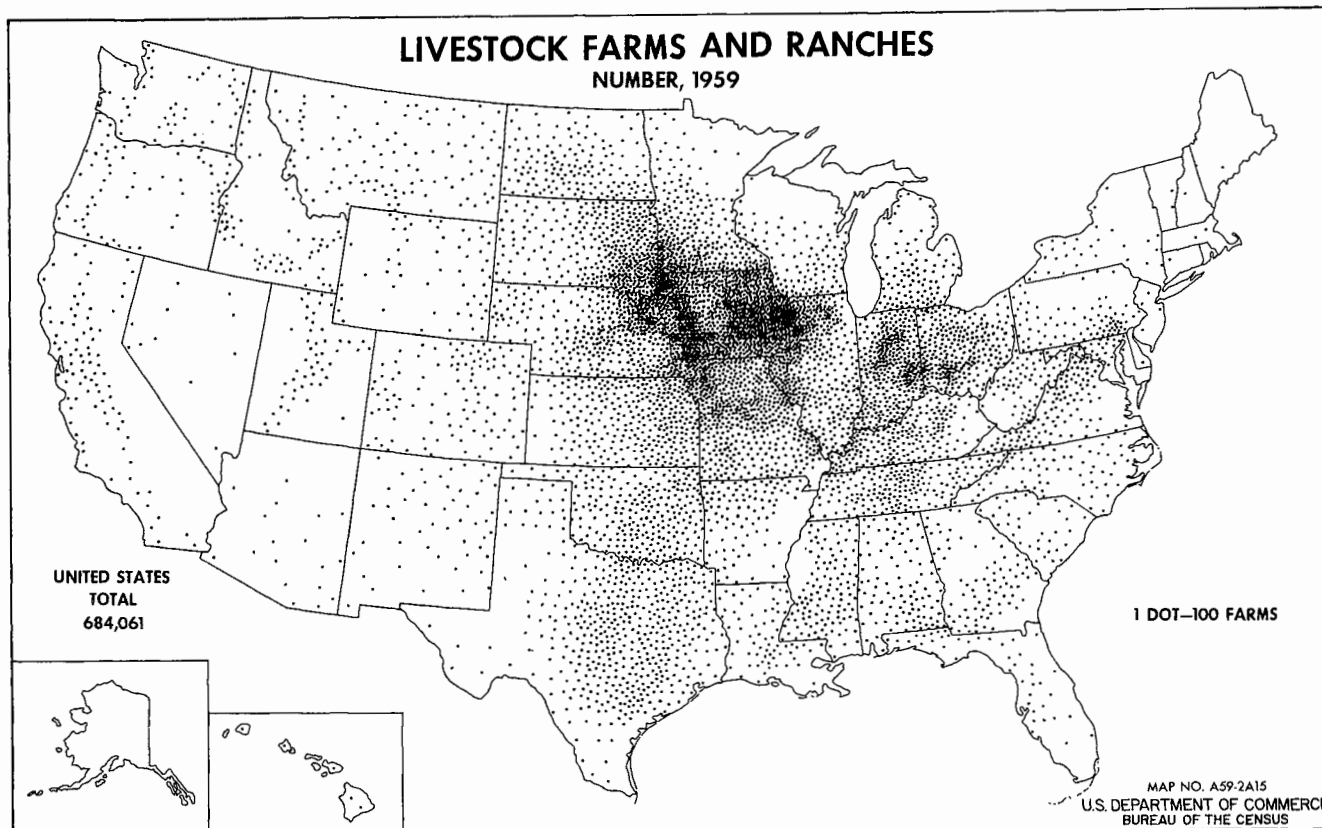 LIVESTOCK FARMS AND RANCHES
NUMBER, 1959
UNITED STATES
TOTAL
684,061
1 DOT—100 FARMS
MAP NO. A59-2A15
U.S. DEPARTMENT OF COMMERCE
BUREAU OF THE CENSUS